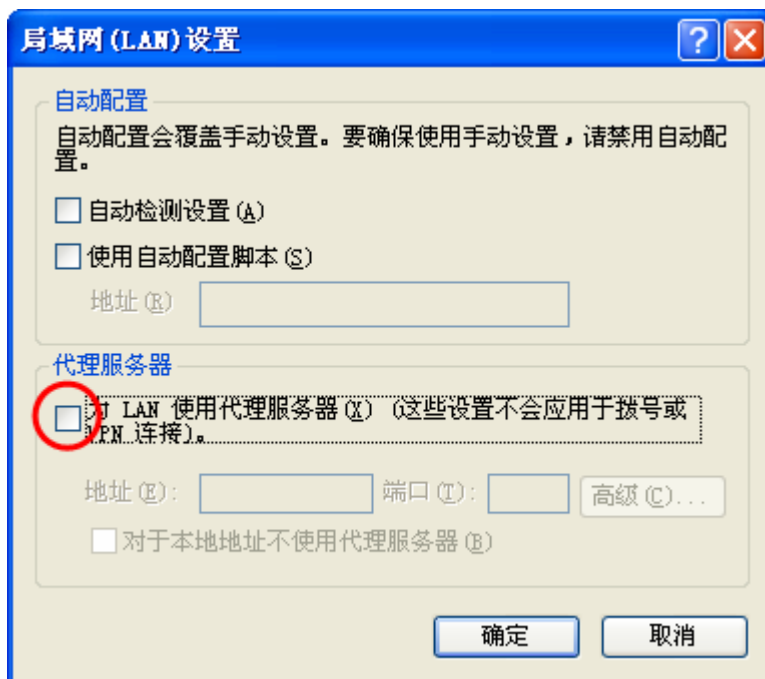 局域网(LAN)设置
自动配置
自动配置会覆盖手动设置。要确保使用手动设置，请禁用自动配
置。
自动检测设置(A)
使用自动配置脚本(S)
地址(R)
代理服务器
对 LAN 使用代理服务器(X) (这些设置不会应用于拨号或
VPN 连接)。
地址(E): 端口(T): 高级(C)...
对于本地地址不使用代理服务器(B)
确定 取消